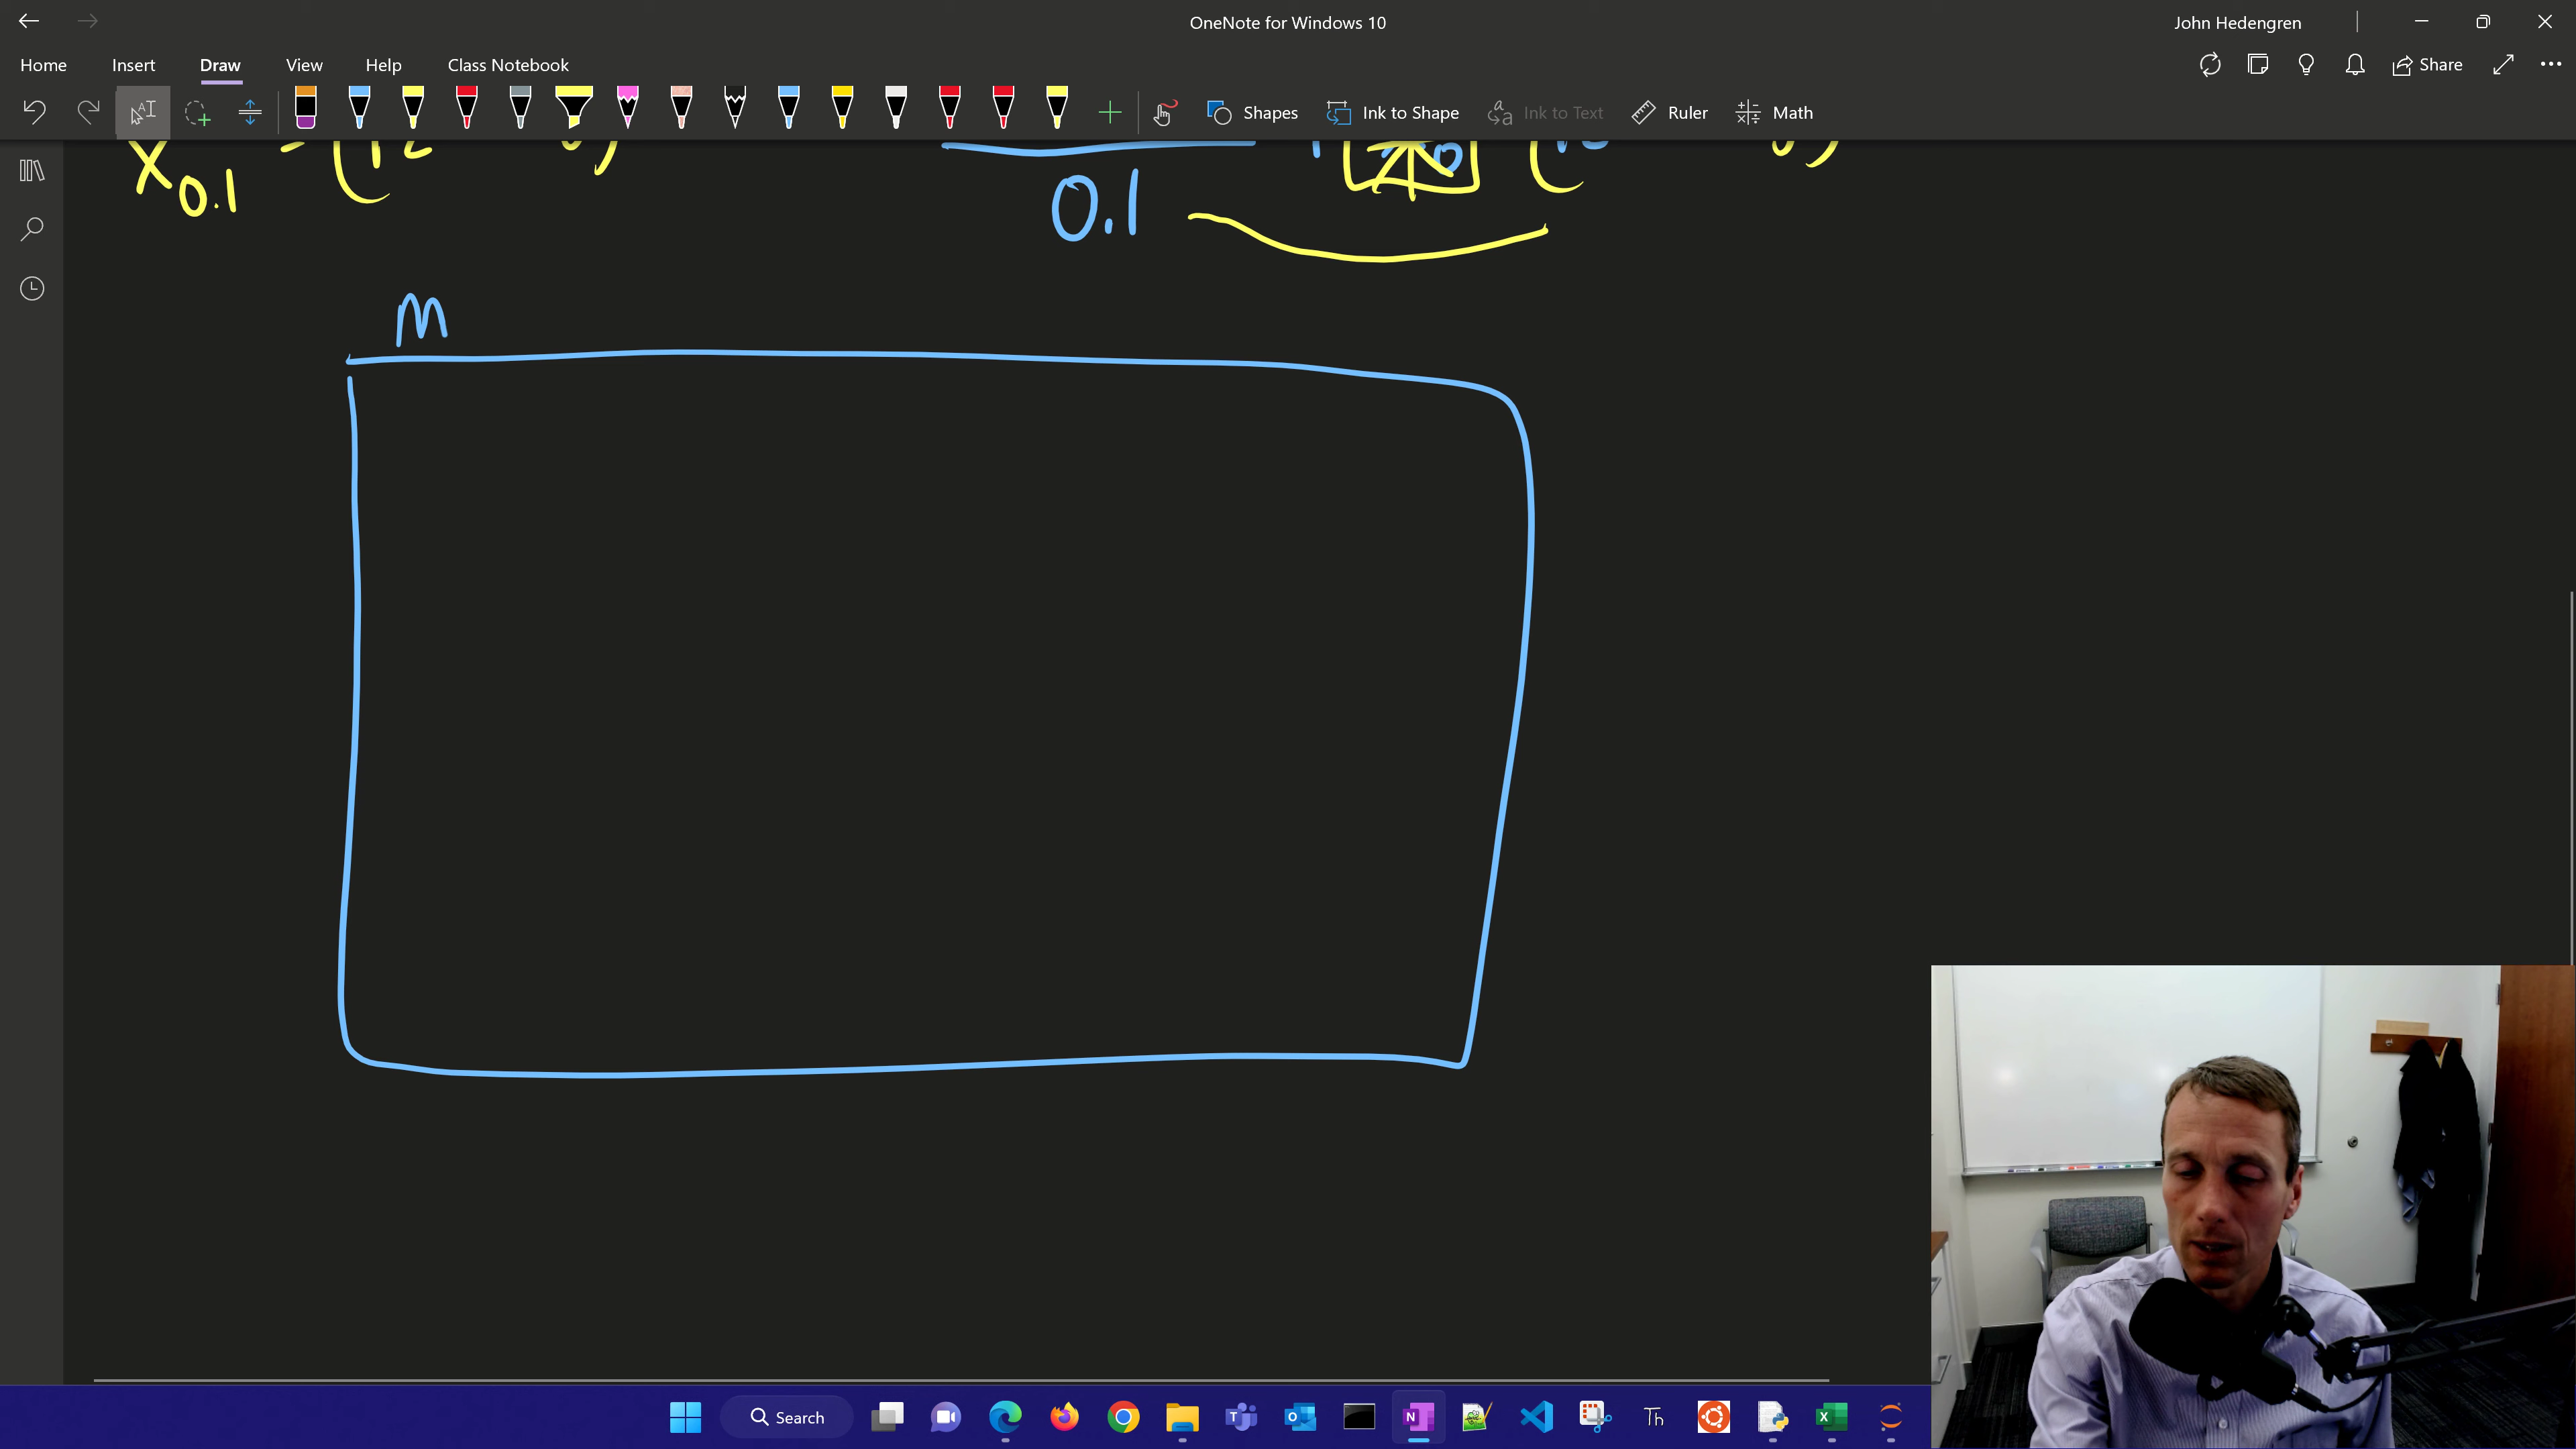 OneNote for Windows 10
John Hedengren
Home Insert Draw View Help Class Notebook
Share
Shapes Ink to Shape Ink to Text Ruler Math
X0.1 = (
0.1
m
Search
Th